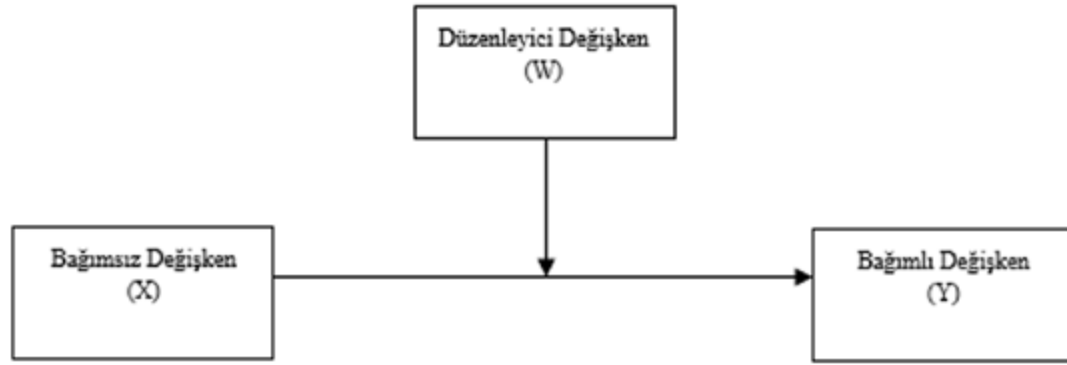 Düzenleyici Değişken
(W)
Bağımsız Değişken
(X)
Bağımlı Değişken
(Y)